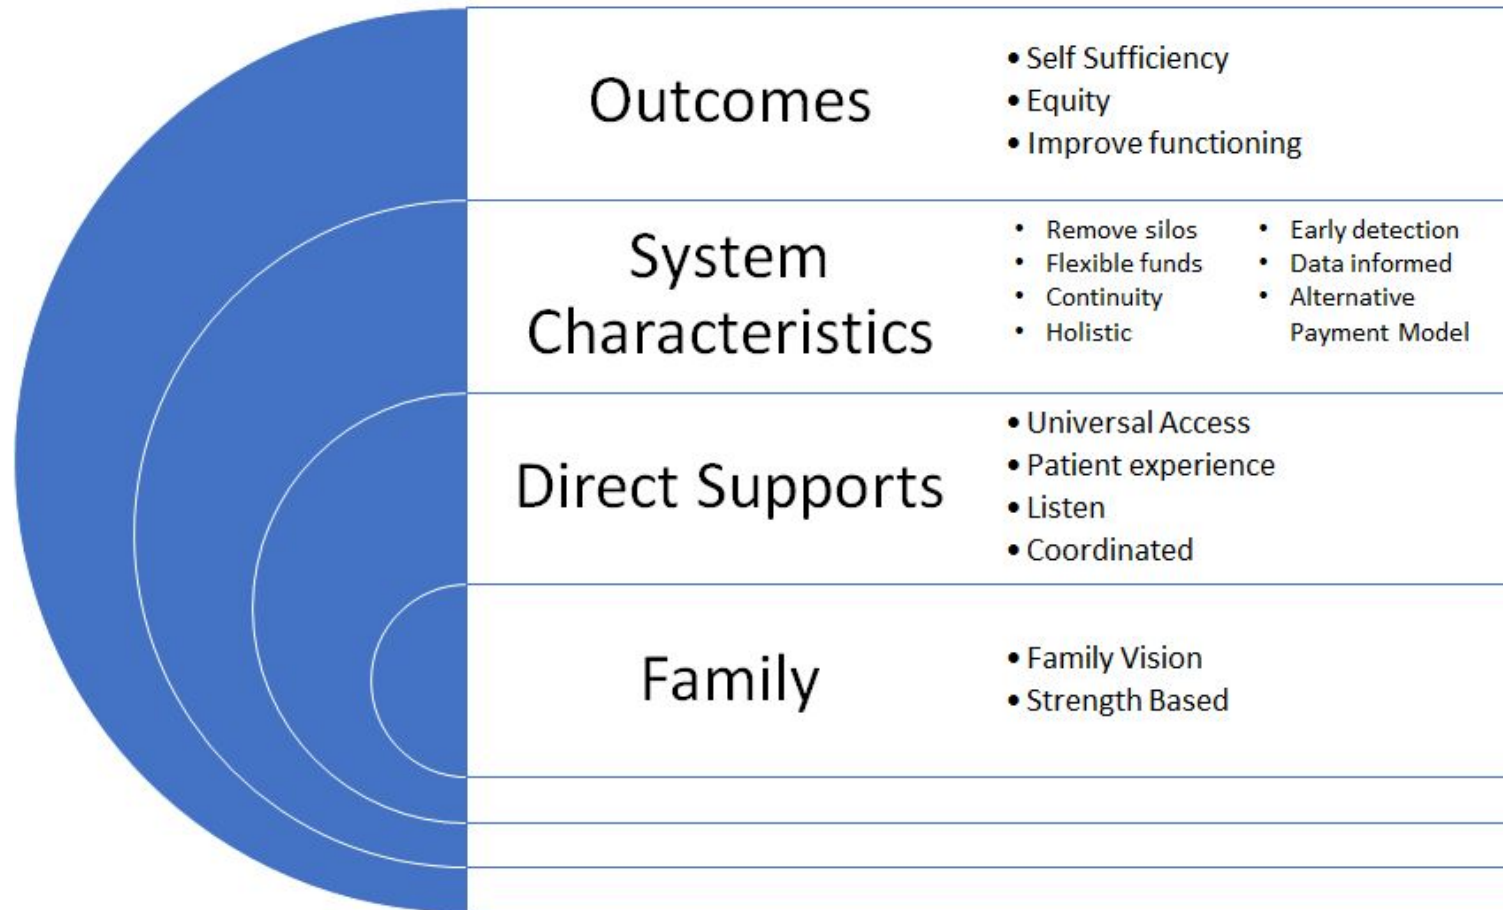 Outcomes
• Self Sufficiency
• Equity
• Improve functioning
System
Characteristics
• Remove silos
• Flexible funds
• Continuity
• Holistic
• Early detection
• Data informed
• Alternative
Payment Model
Direct Supports
• Universal Access
• Patient experience
• Listen
• Coordinated
Family
• Family Vision
• Strength Based